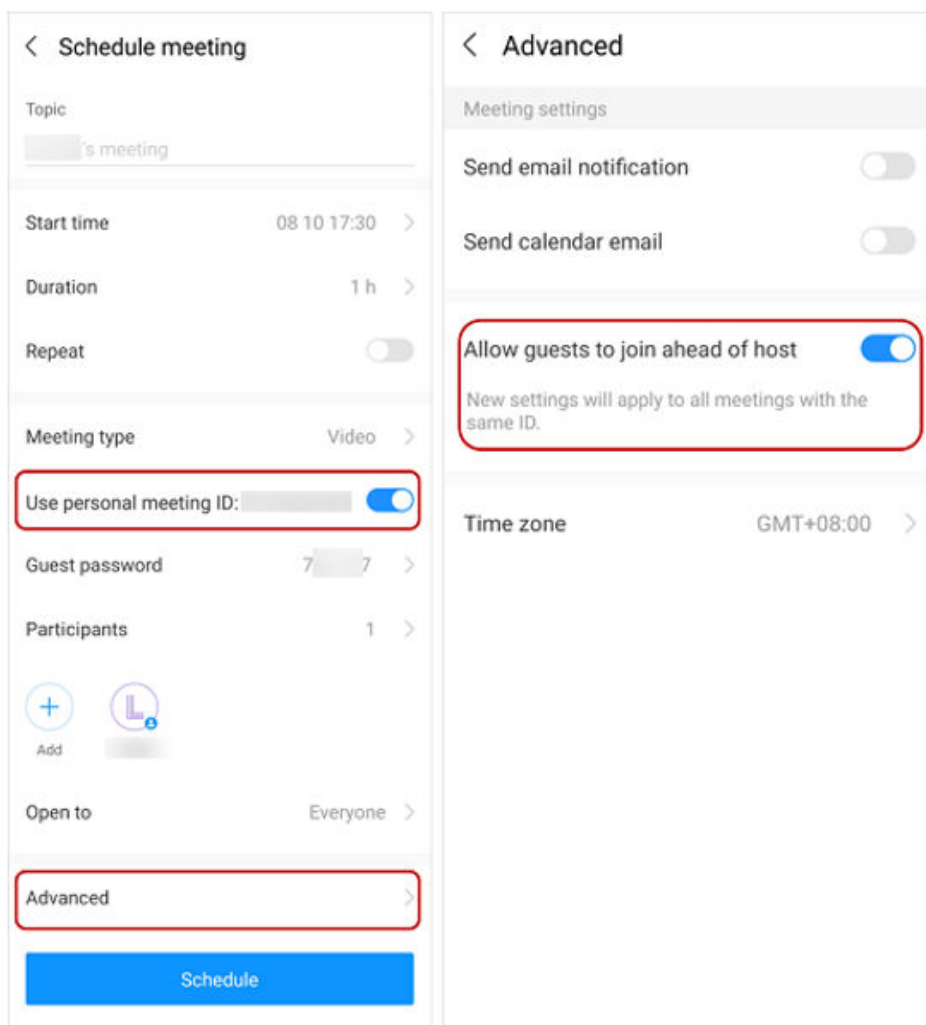 Schedule meeting
Topic
's meeting
Start time 08 10 17:30
Duration 1 h
Repeat
Meeting type Video
Use personal meeting ID:
Guest password 7 7
Participants 1
L
Add
Open to Everyone
Advanced
Schedule
Advanced
Meeting settings
Send email notification
Send calendar email
Allow guests to join ahead of host
New settings will apply to all meetings with the
same ID.
Time zone GMT+08:00